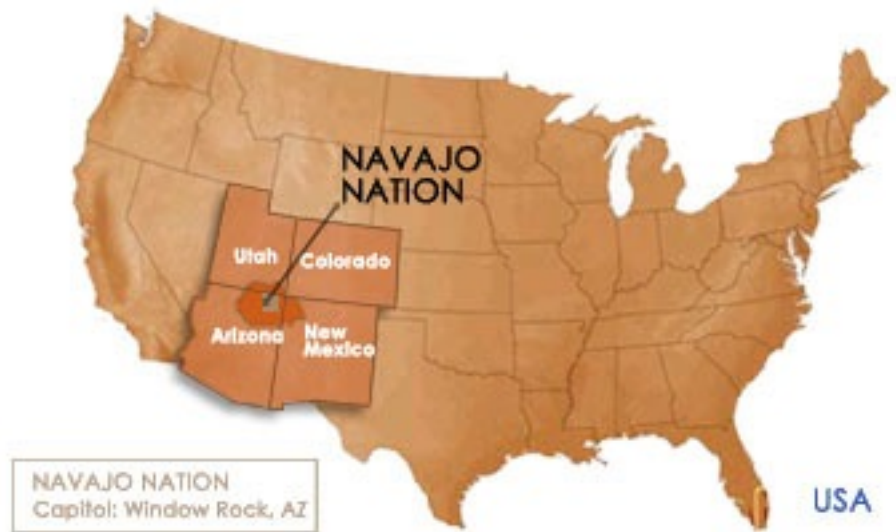 NAVAJO
NATION
Utah
Colorado
Arizona
New
Mexico
NAVAJO NATION
Capitol: Window Rock, AZ
USA